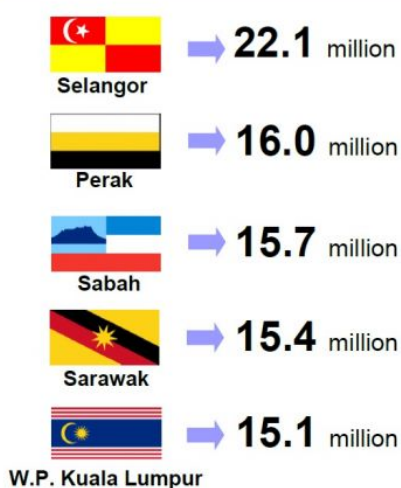 22.1 million
Selangor
16.0 million
Perak
15.7 million
Sabah
15.4 million
Sarawak
15.1 million
W.P. Kuala Lumpur